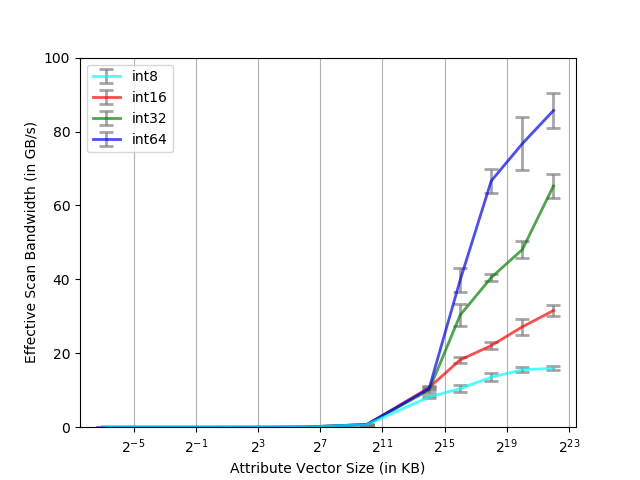 100
80
60
40
20
0
Effective Scan Bandwidth (in GB/s)
int8
int16
int32
int64
2^-5 2^-1 2^3 2^7 2^11 2^15 2^19 2^23
Attribute Vector Size (in KB)